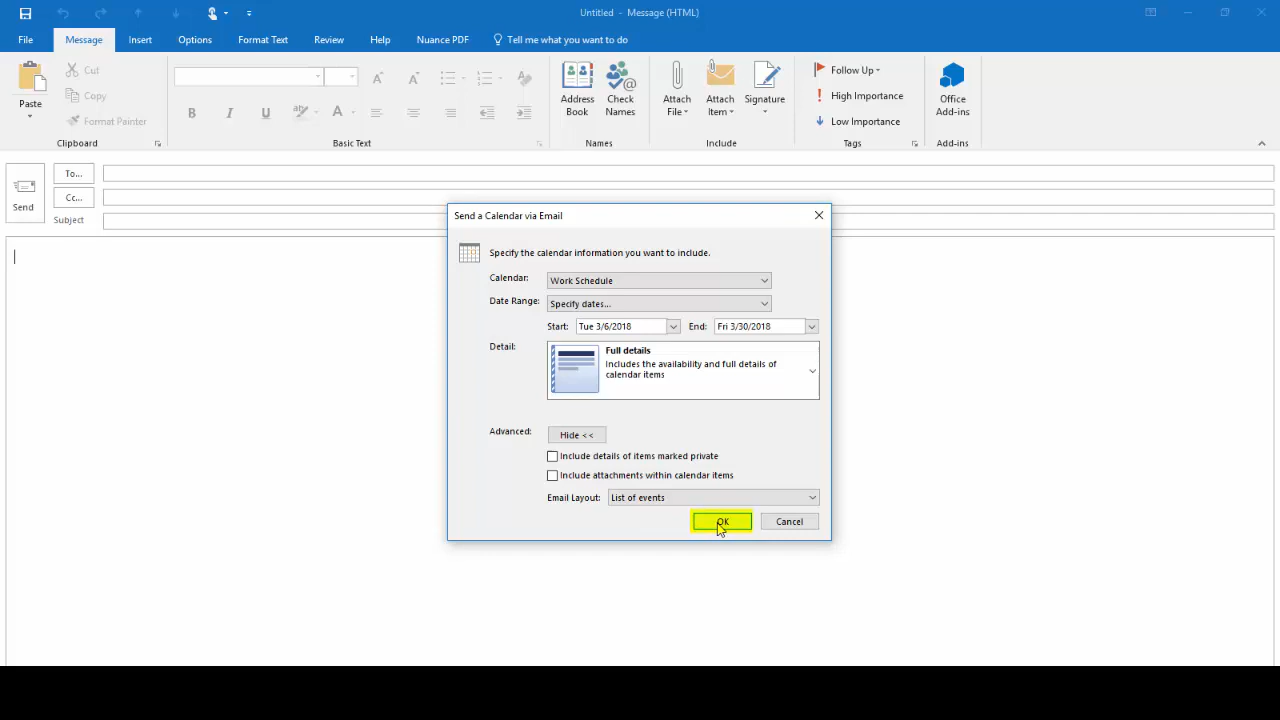 Untitled - Message (HTML)
File Message Insert Options Format Text Review Help Nuance PDF Tell me what you want to do
Paste
Cut
Copy
Format Painter
Clipboard
B I U ab A
Basic Text
Address Book
Check Names
Names
Attach File
Attach Item
Signature
Include
Follow Up
High Importance
Low Importance
Tags
Office Add-ins
Add-ins
Send
To...
Cc...
Subject
Send a Calendar via Email
Specify the calendar information you want to include.
Calendar: Work Schedule
Date Range: Specify dates...
Start: Tue 3/6/2018 End: Fri 3/30/2018
Detail: Full details
Includes the availability and full details of
calendar items
Advanced: Hide <<
Include details of items marked private
Include attachments within calendar items
Email Layout: List of events
OK Cancel